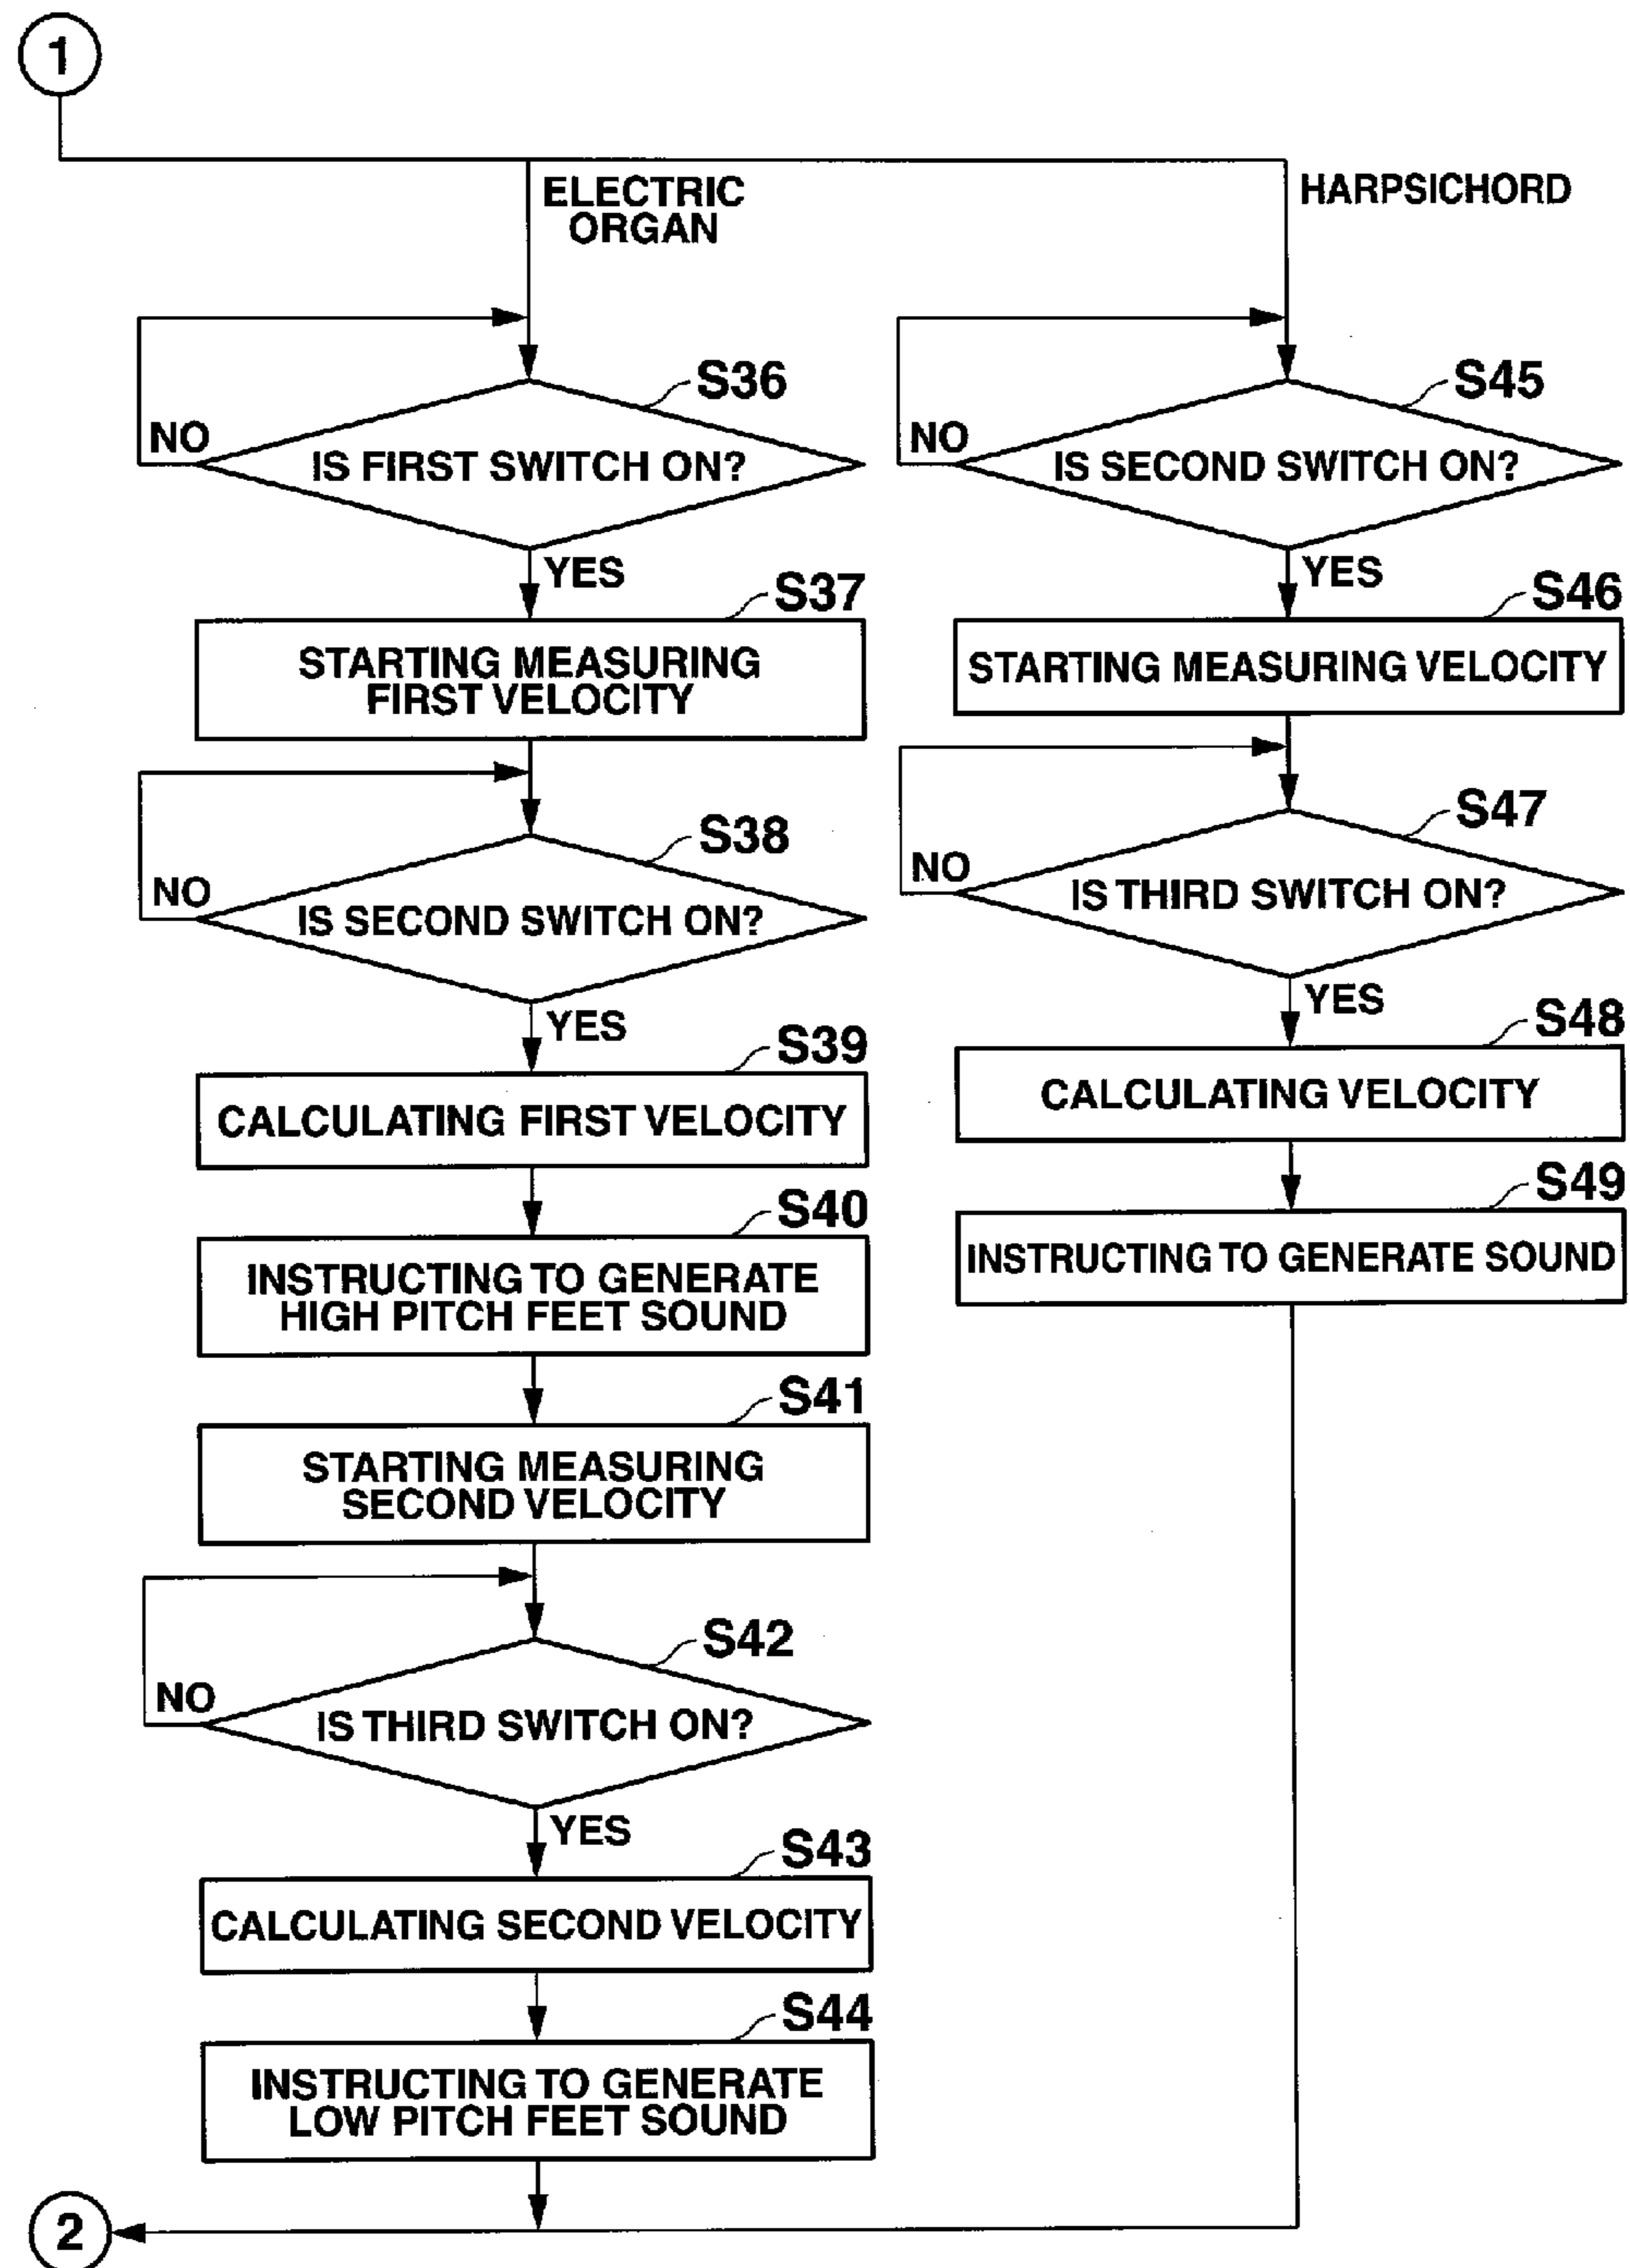 1
ELECTRIC
ORGAN
HARPSICHORD
S36
NO
IS FIRST SWITCH ON?
YES
S37
STARTING MEASURING
FIRST VELOCITY
S38
NO
IS SECOND SWITCH ON?
YES
S39
CALCULATING FIRST VELOCITY
S40
INSTRUCTING TO GENERATE
HIGH PITCH FEET SOUND
S41
STARTING MEASURING
SECOND VELOCITY
S42
NO
IS THIRD SWITCH ON?
YES
S43
CALCULATING SECOND VELOCITY
S44
INSTRUCTING TO GENERATE
LOW PITCH FEET SOUND
S45
NO
IS SECOND SWITCH ON?
YES
S46
STARTING MEASURING VELOCITY
S47
NO
IS THIRD SWITCH ON?
YES
S48
CALCULATING VELOCITY
S49
INSTRUCTING TO GENERATE SOUND
2